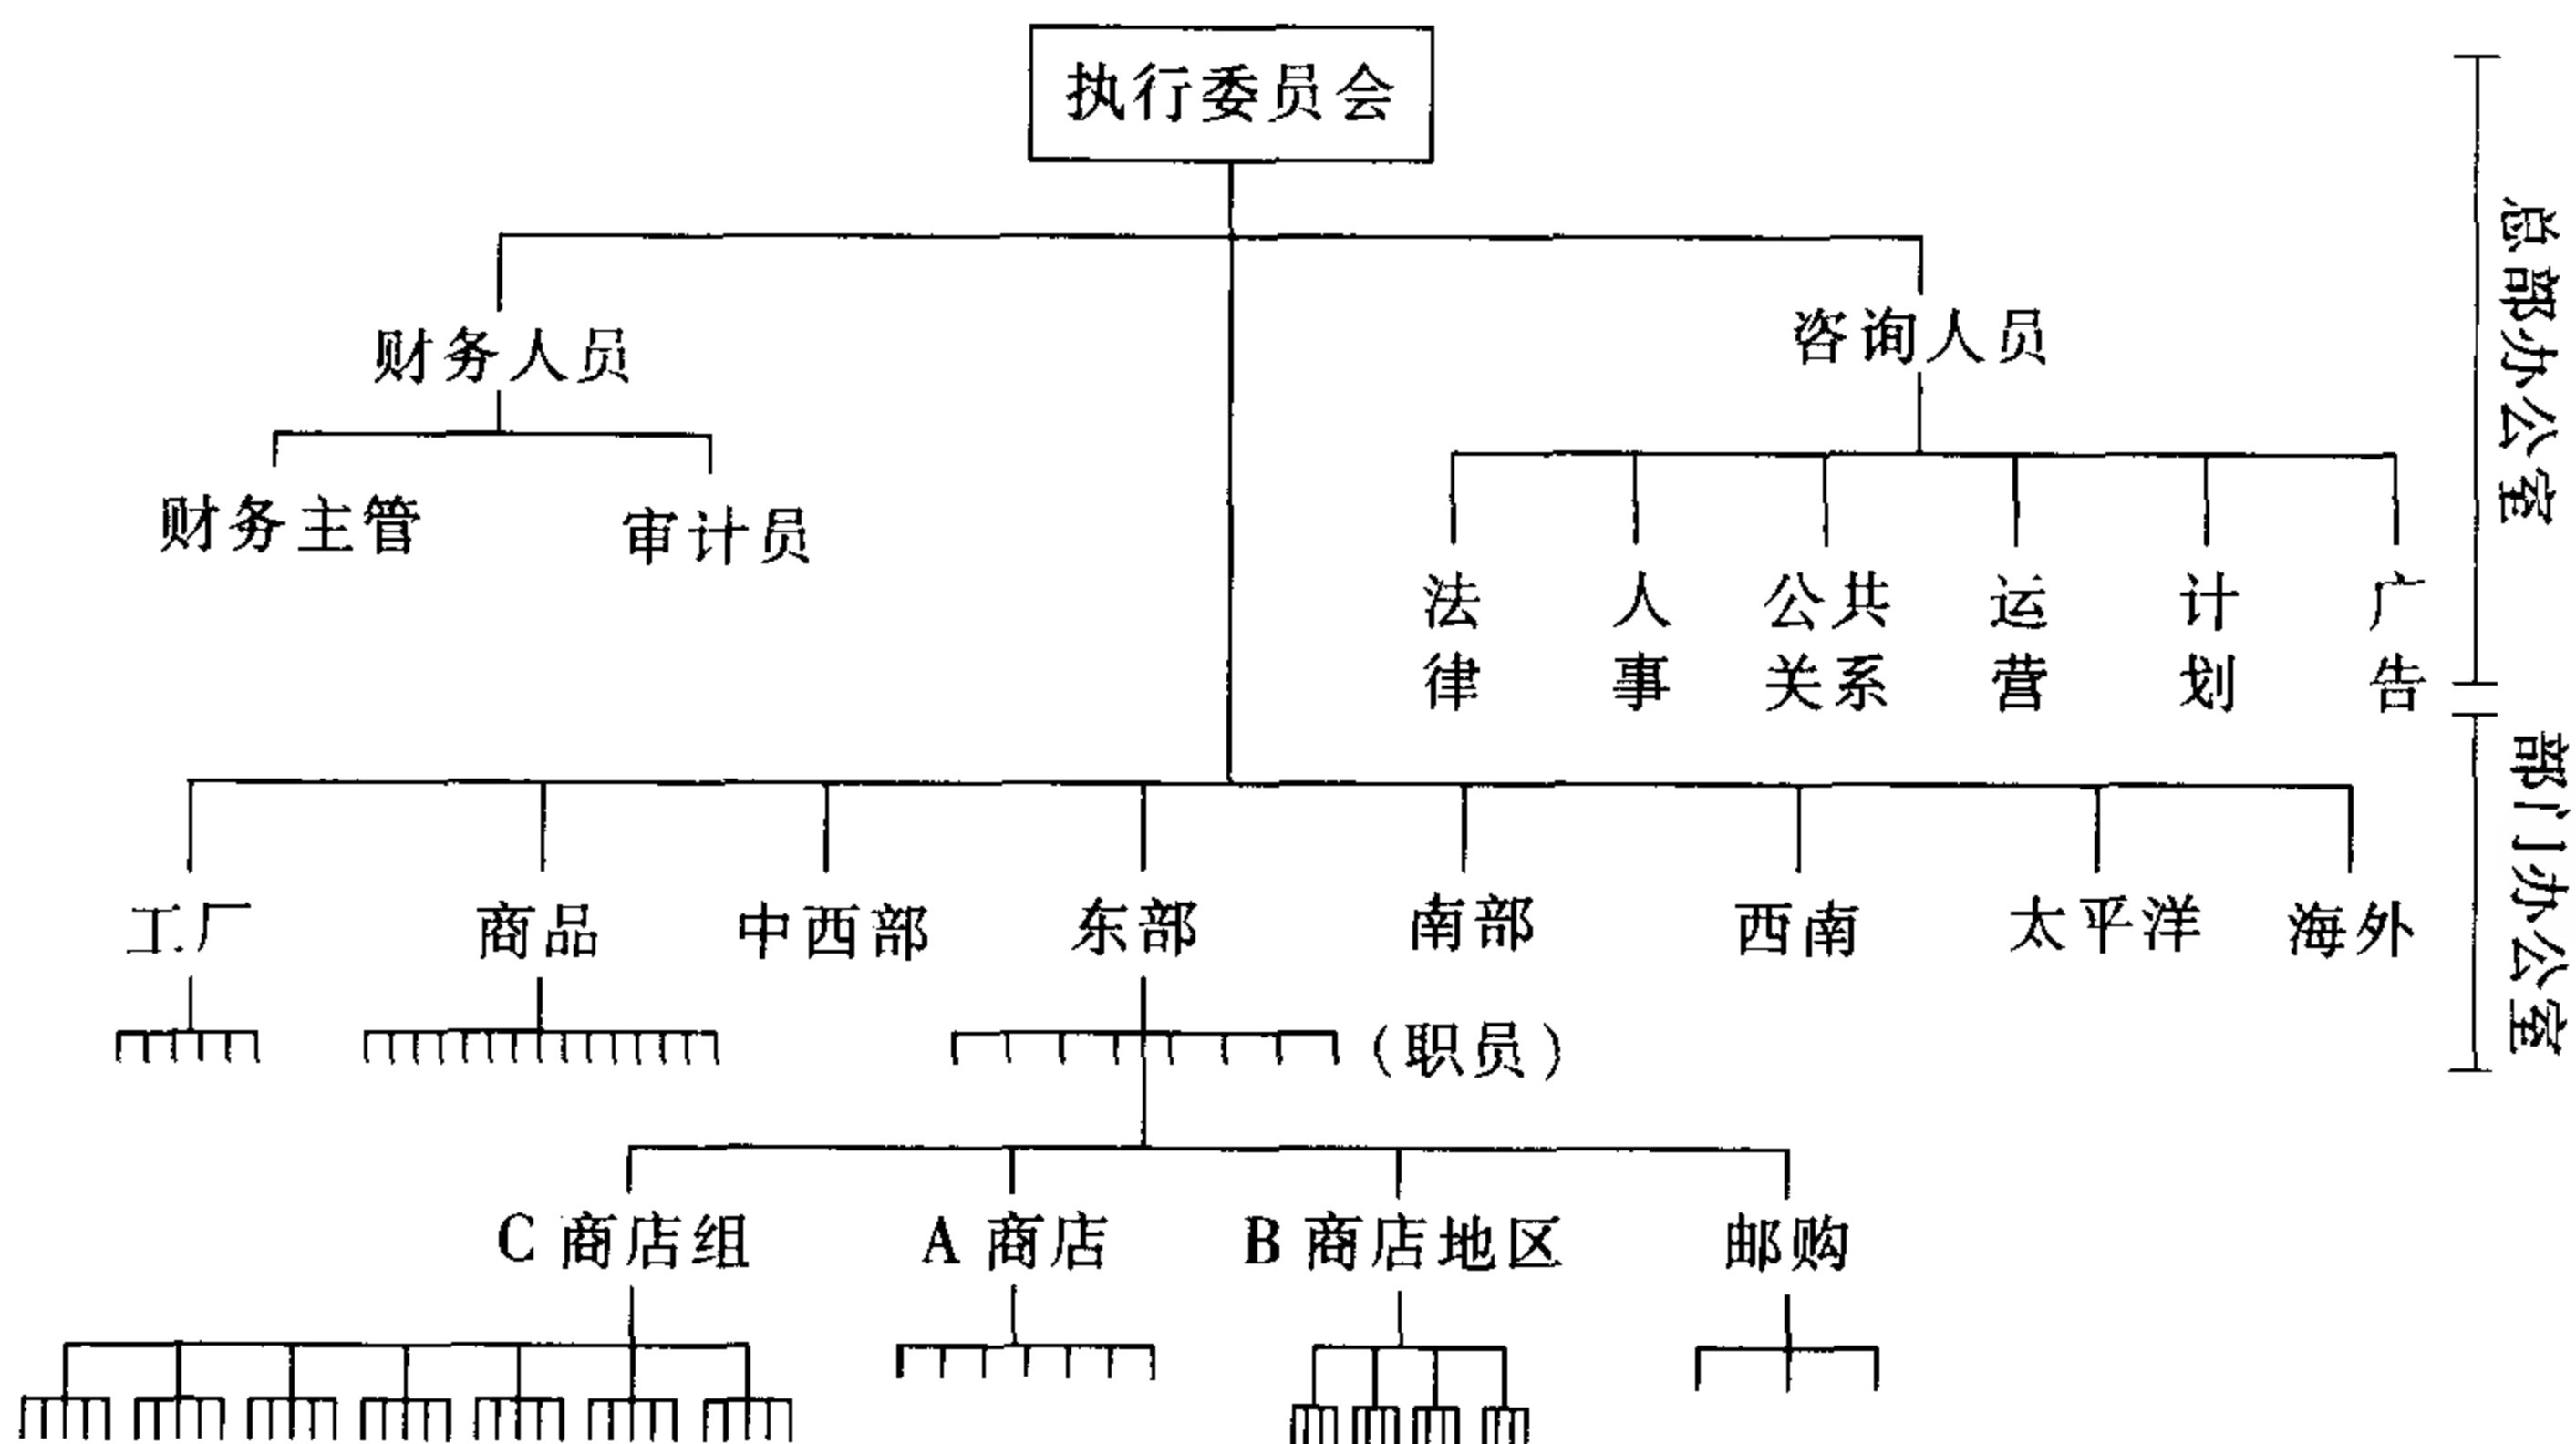 执行委员会
总部办公室
财务人员
咨询人员
财务主管
审计员
法律
人事
公共关系
运营
计划
广告
部门办公室
工厂
商品
中西部
东部
南部
西南
太平洋
海外
(职员)
C 商店组
A 商店
B 商店地区
邮购